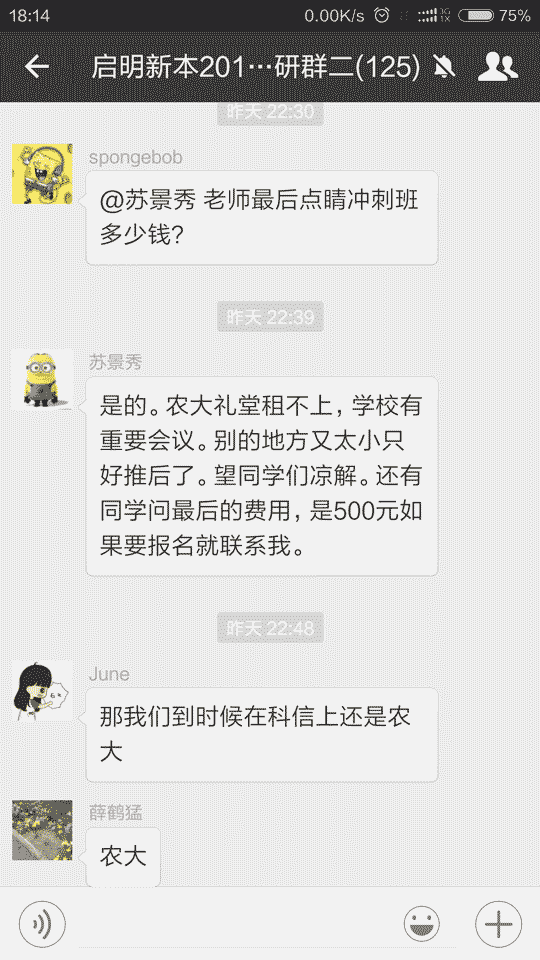 18:14
0.00K/s
3G
1X
75%
启明新本201…研群二(125)
昨天 22:30
spongebob
@苏景秀 老师最后点睛冲刺班
多少钱?
昨天 22:39
苏景秀
是的。农大礼堂租不上，学校有
重要会议。别的地方又太小只
好推后了。望同学们凉解。还有
同学问最后的费用，是500元如
果要报名就联系我。
昨天 22:48
June
那我们到时候在科信上还是农
大
薛鹤猛
农大